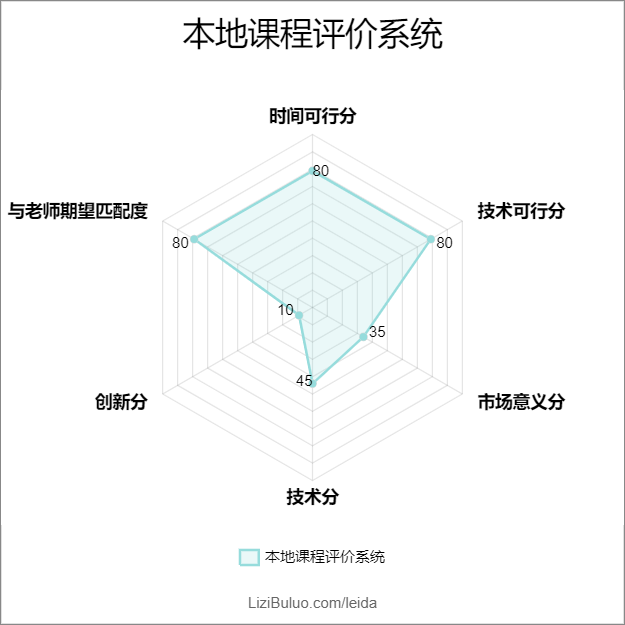 本地课程评价系统
时间可行分
80
与老师期望匹配度
技术可行分
80
80
10
35
45
创新分
市场意义分
技术分
本地课程评价系统
LiziBuluo.com/leida